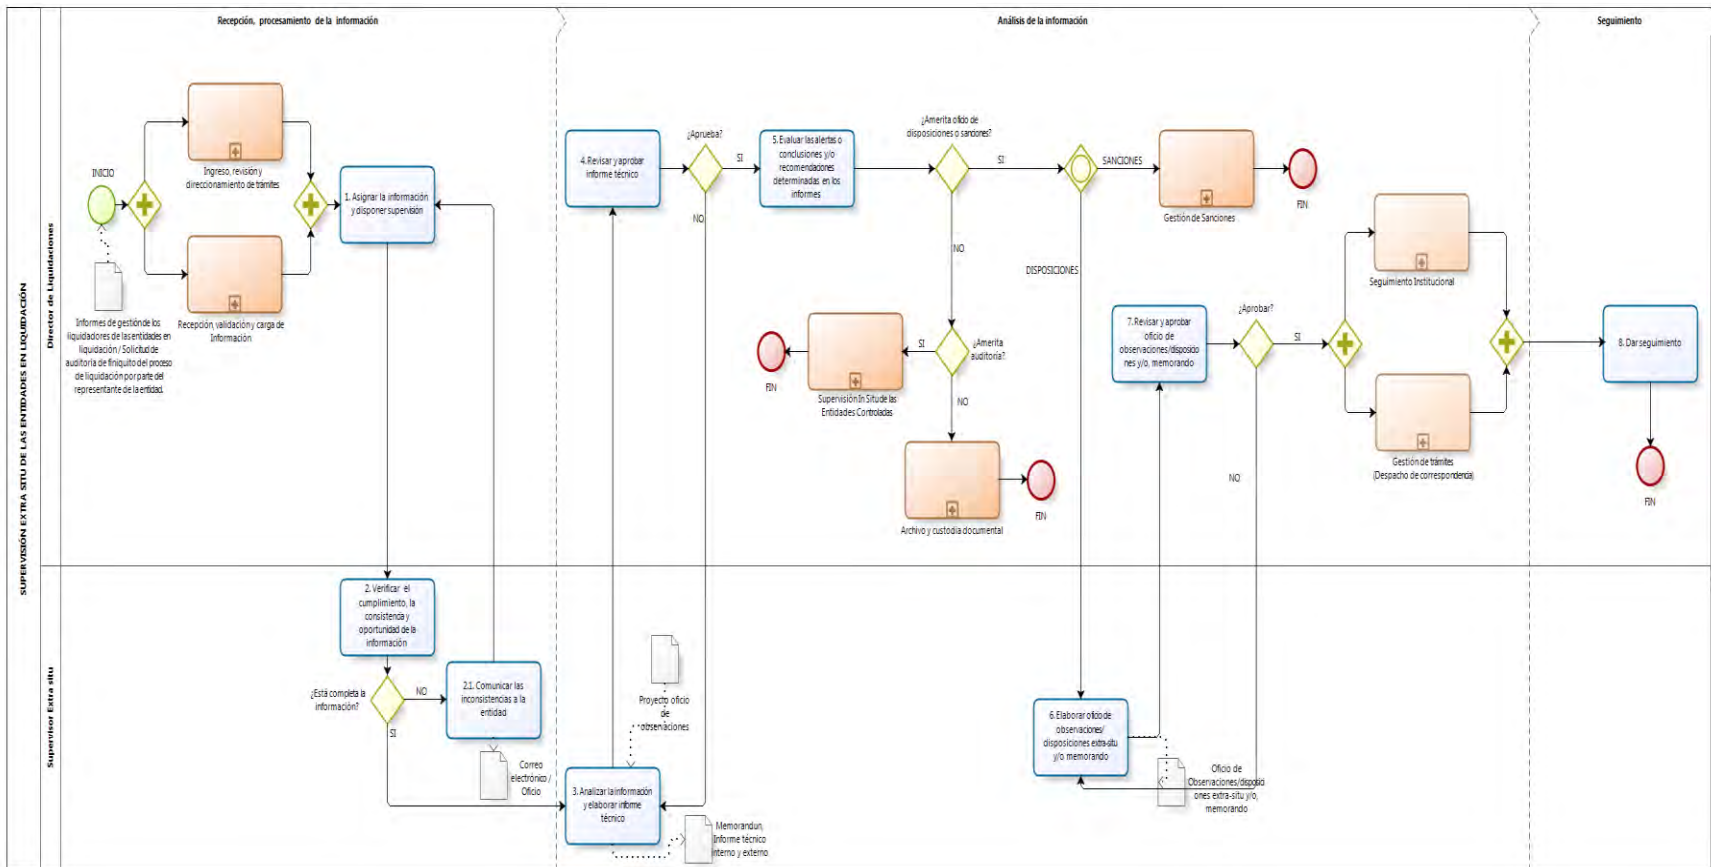 SUPERVISIÓN EXTRA SITU DE LAS ENTIDADES EN LIQUIDACIÓN
Recepción, procesamiento de la información
Análisis de la información
Seguimiento
Director de Liquidaciones
INICIO
Informes de gestión de los
liquidadores de las entidades en
liquidación / Solicitud de
auditoría de finiquito del proceso
de liquidación por parte del
representante de la entidad.
Ingreso, revisión y
direccionamiento de trámites
Recepción, validación y carga de
Información
1. Asignar la información
y disponer supervisión
4. Revisar y aprobar
informe técnico
¿Aprueba?
SI
NO
5. Evaluar las alertas o
conclusiones y/o
recomendaciones
determinadas en los
informes
¿Amerita oficio de
disposiciones o sanciones?
SI
NO
SANCIONES
DISPOSICIONES
Gestión de Sanciones
FIN
¿Amerita
auditoría?
SI
NO
Supervisión In Situ de las
Entidades Controladas
FIN
Archivo y custodia documental
FIN
7. Revisar y aprobar
oficio de
observaciones/disposicio
nes y/o, memorando
¿Aprobar?
SI
NO
Seguimiento Institucional
Gestión de trámites
(Despacho de correspondencia)
8. Dar seguimiento
FIN
Supervisor Extra situ
2. Verificar el
cumplimiento, la
consistencia y
oportunidad de la
información
¿Está completa la
información?
NO
SI
2.1. Comunicar las
inconsistencias a la
entidad
Correo
electrónico /
Oficio
Proyecto oficio
de
observaciones
3. Analizar la información
y elaborar informe
técnico
Memorandun,
Informe técnico
interno y externo
6. Elaborar oficio de
observaciones/
disposiciones extra-situ
y/o memorando
Oficio de
Observaciones/disposici
ones extra-situ y/o,
memorando